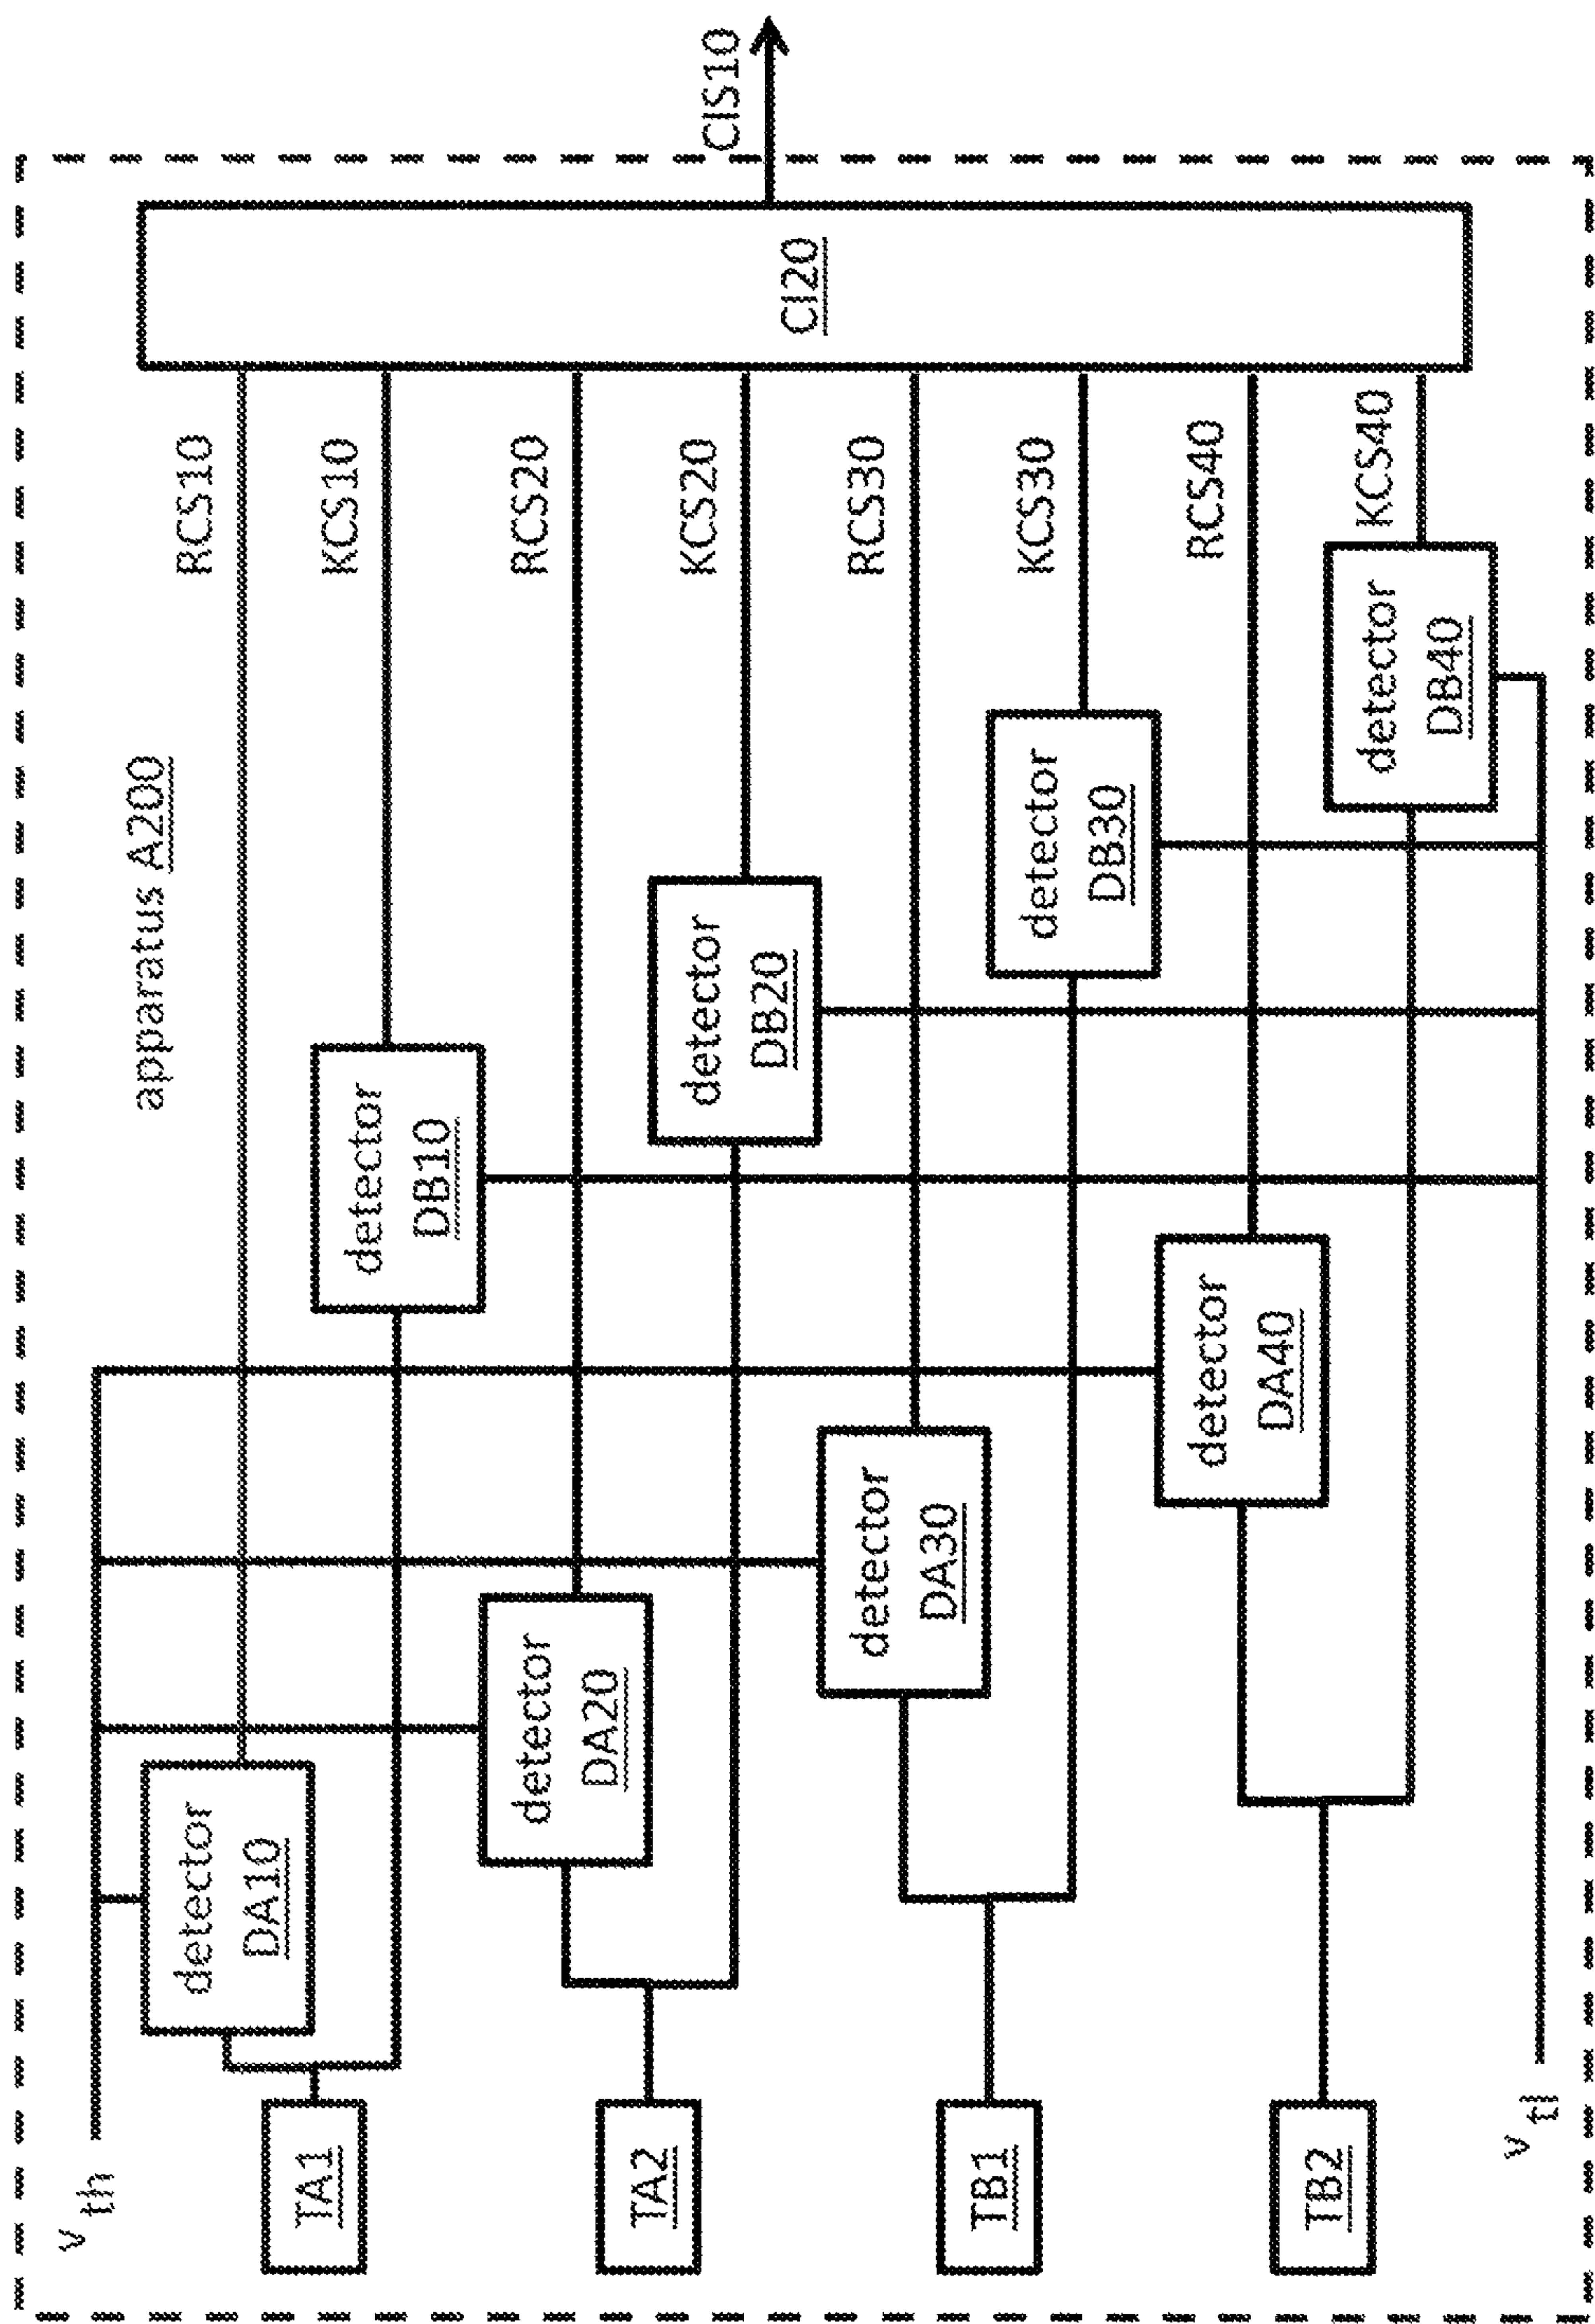 apparatus A200
v th
TA1
TA2
TB1
TB2
v tl
detector
DA10
detector
DA20
detector
DA30
detector
DA40
detector
DB10
detector
DB20
detector
DB30
detector
DB40
RCS10
KCS10
RCS20
KCS20
RCS30
KCS30
RCS40
KCS40
CI20
CIS10